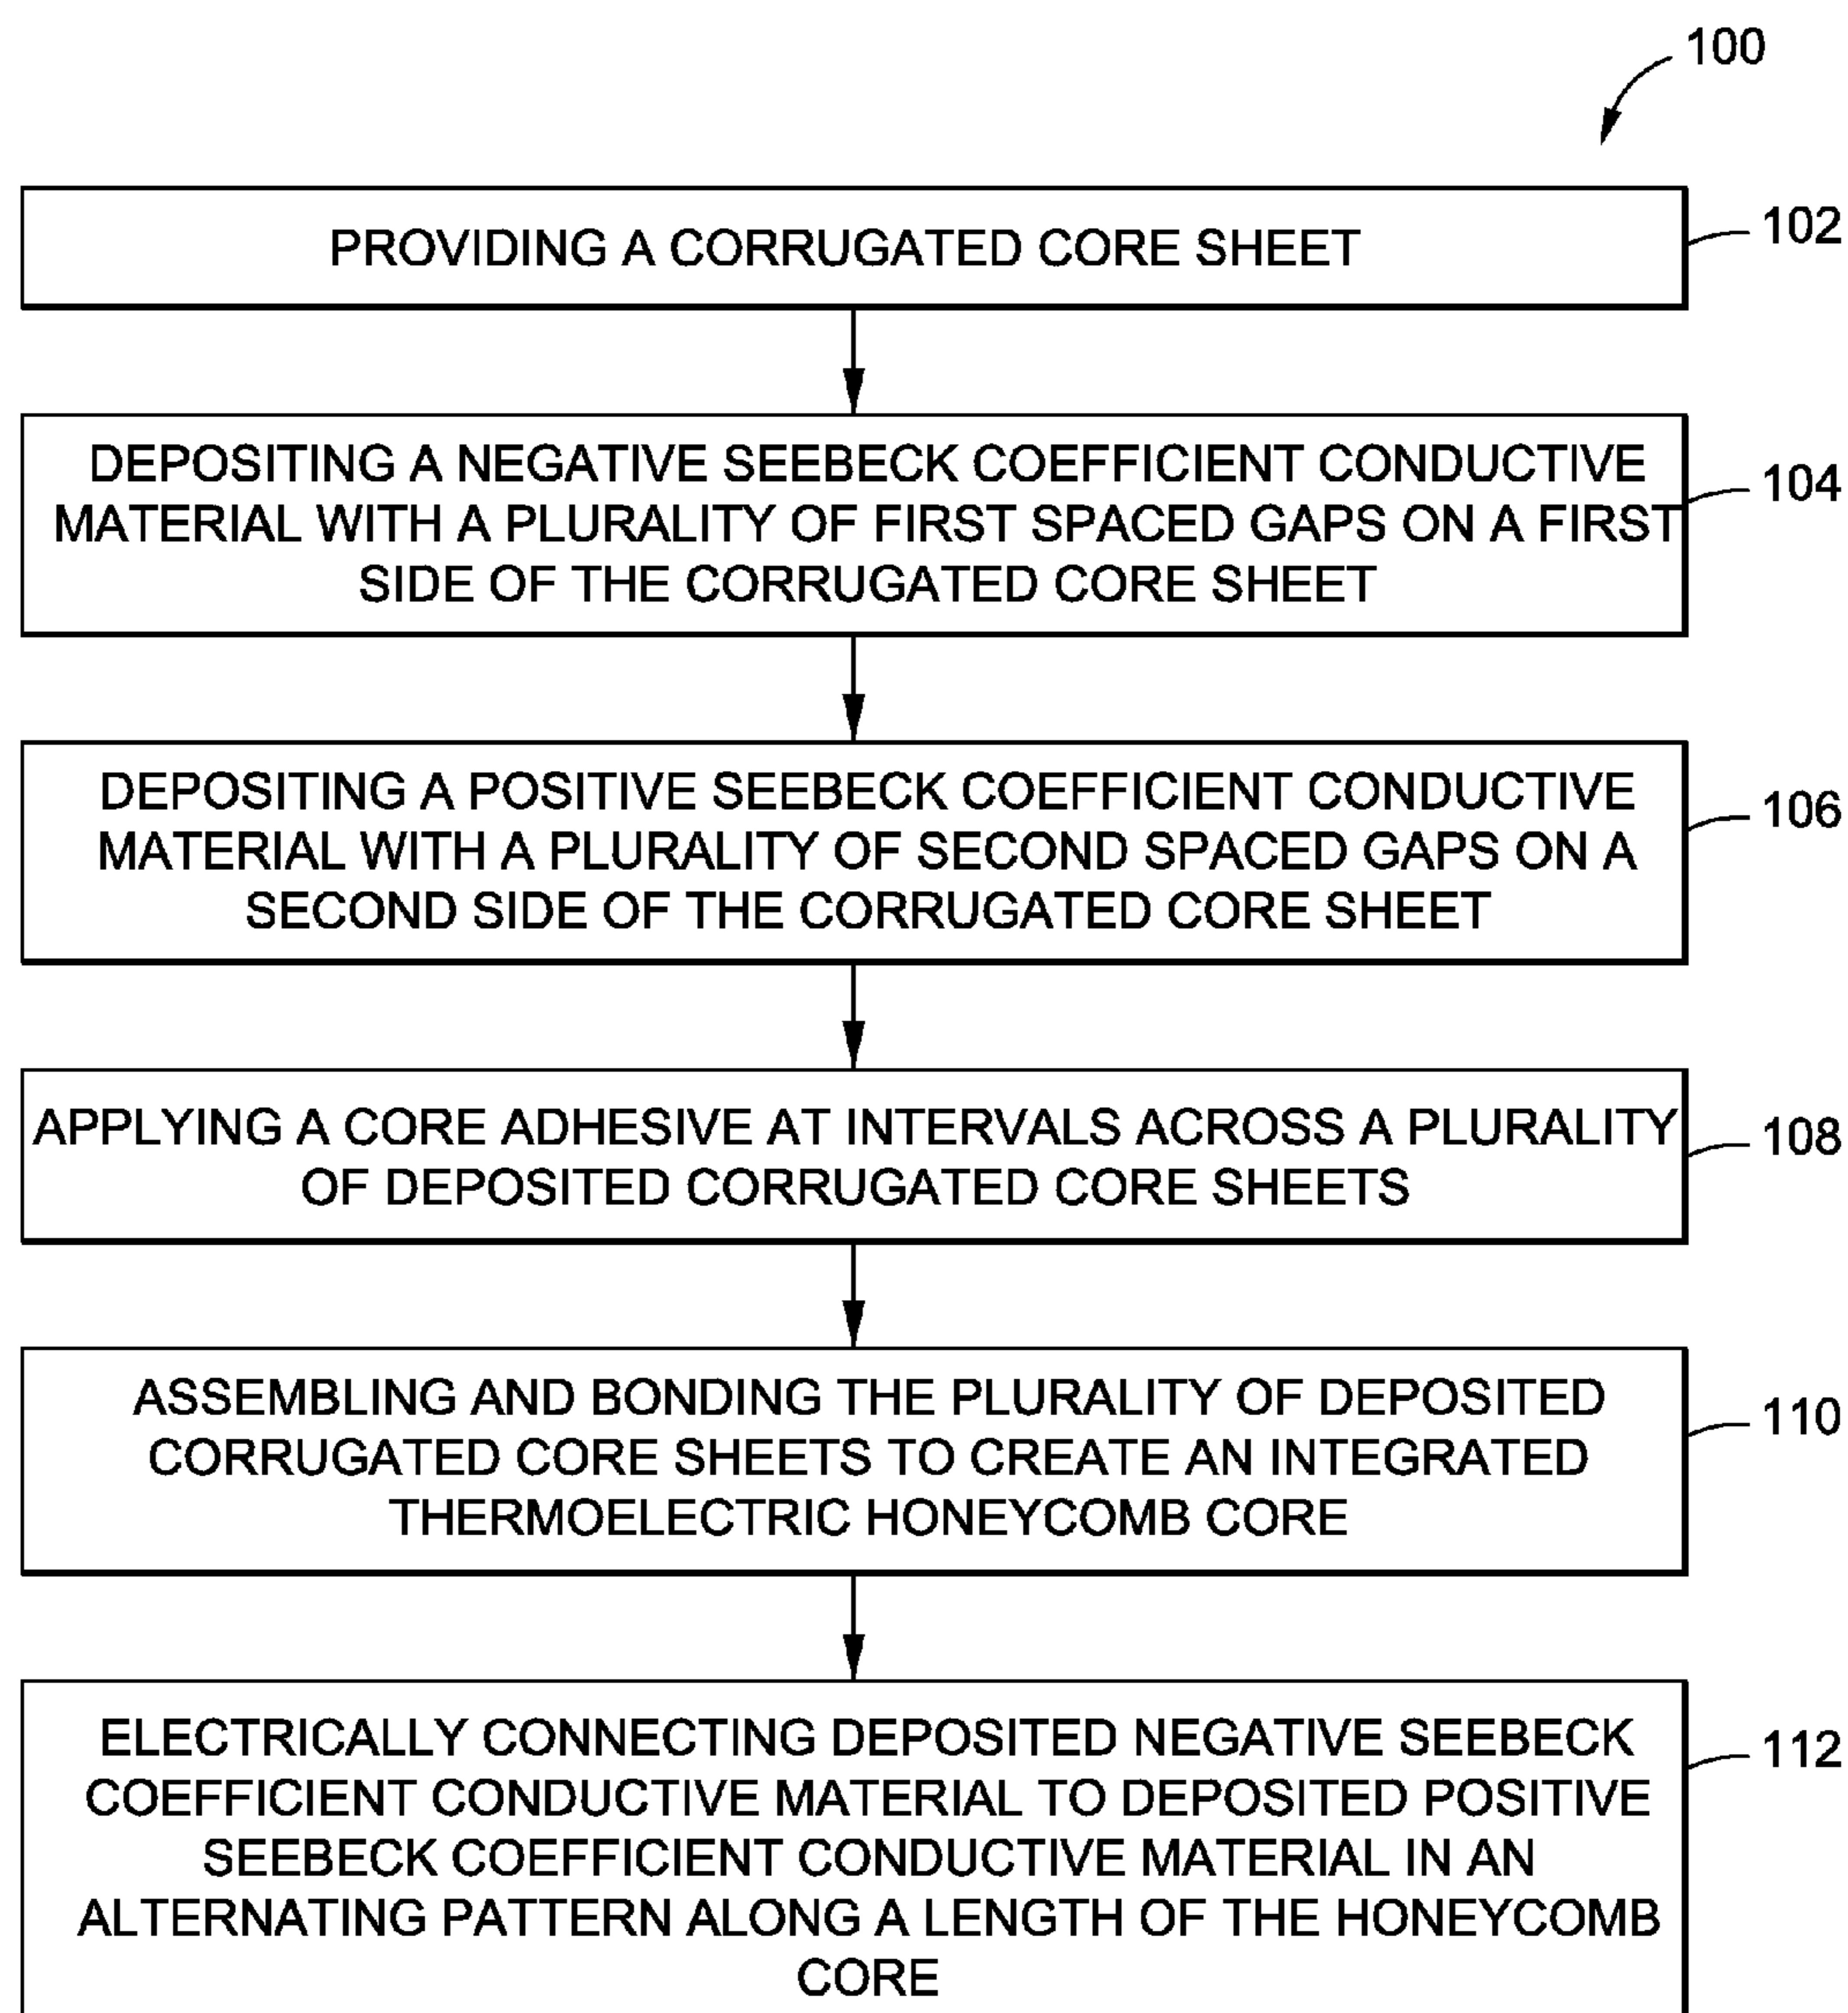 100
PROVIDING A CORRUGATED CORE SHEET
102
DEPOSITING A NEGATIVE SEEBECK COEFFICIENT CONDUCTIVE
MATERIAL WITH A PLURALITY OF FIRST SPACED GAPS ON A FIRST
SIDE OF THE CORRUGATED CORE SHEET
104
DEPOSITING A POSITIVE SEEBECK COEFFICIENT CONDUCTIVE
MATERIAL WITH A PLURALITY OF SECOND SPACED GAPS ON A
SECOND SIDE OF THE CORRUGATED CORE SHEET
106
APPLYING A CORE ADHESIVE AT INTERVALS ACROSS A PLURALITY
OF DEPOSITED CORRUGATED CORE SHEETS
108
ASSEMBLING AND BONDING THE PLURALITY OF DEPOSITED
CORRUGATED CORE SHEETS TO CREATE AN INTEGRATED
THERMOELECTRIC HONEYCOMB CORE
110
ELECTRICALLY CONNECTING DEPOSITED NEGATIVE SEEBECK
COEFFICIENT CONDUCTIVE MATERIAL TO DEPOSITED POSITIVE
SEEBECK COEFFICIENT CONDUCTIVE MATERIAL IN AN
ALTERNATING PATTERN ALONG A LENGTH OF THE HONEYCOMB
CORE
112